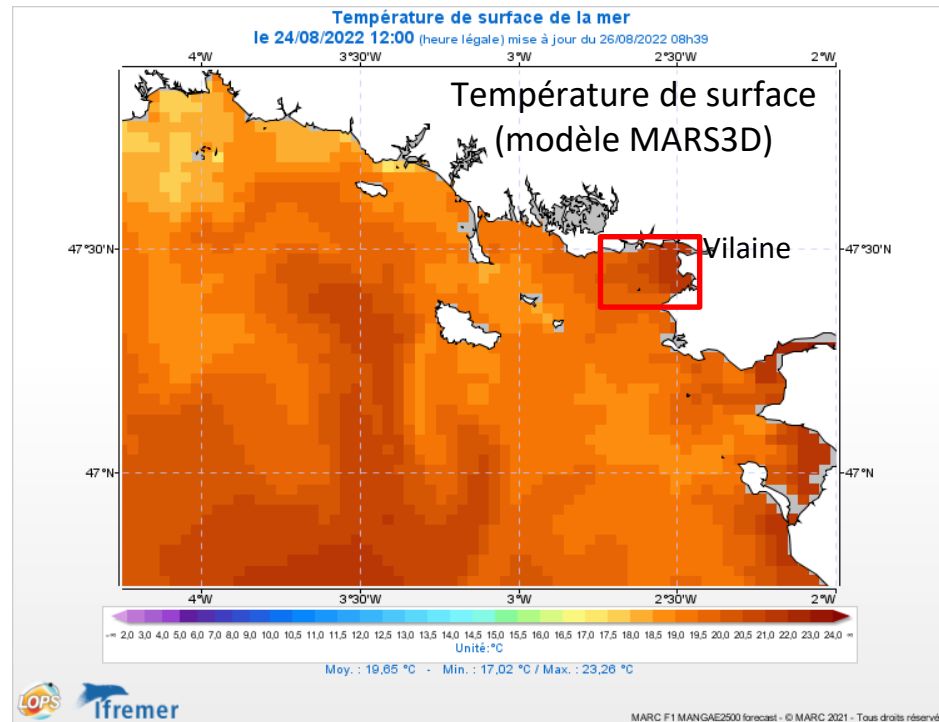 Température de surface de la mer
le 24/08/2022 12:00 (heure légale) mise à jour du 26/08/2022 08h39
4°W 3°30'W 3°W 2°30'W 2°W
Température de surface
(modèle MARS3D)
47°30'N Vilaine 47°30'N
47°N 47°N
4°W 3°30'W 3°W 2°30'W 2°W
-∞ 2,0 3,0 4,0 5,0 6,0 7,0 8,0 9,0 10,0 10,5 11,0 11,5 12,0 12,5 13,0 13,5 14,0 14,5 15,0 15,5 16,0 16,5 17,0 17,5 18,0 18,5 19,0 19,5 20,0 20,5 21,0 22,0 23,0 24,0 ∞
Unité:°C
Moy. : 19,65 °C - Min. : 17,02 °C / Max. : 23,26 °C
LOPS Ifremer
MARC F1 MANGAE2500 forecast - © MARC 2021 - Tous droits réservé